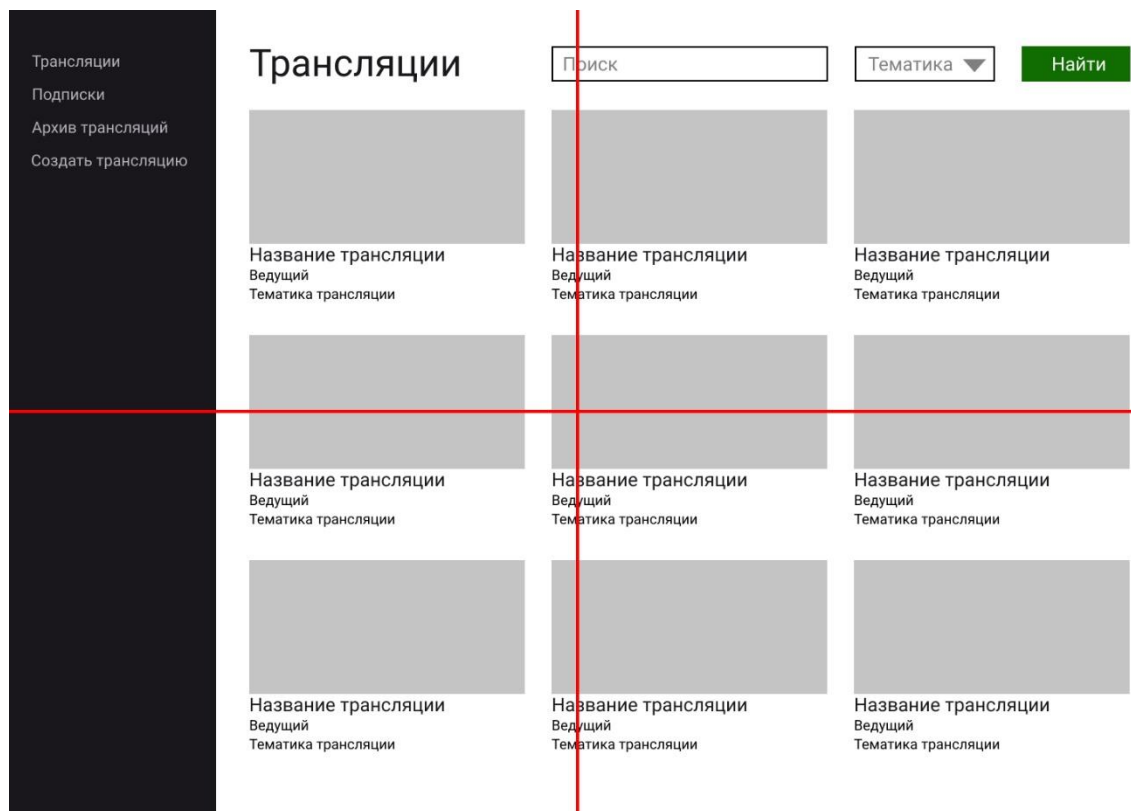 Трансляции
Подписки
Архив трансляций
Создать трансляцию
Трансляции
Поиск
Тематика
Найти
Название трансляции
Ведущий
Тематика трансляции
Название трансляции
Ведущий
Тематика трансляции
Название трансляции
Ведущий
Тематика трансляции
Название трансляции
Ведущий
Тематика трансляции
Название трансляции
Ведущий
Тематика трансляции
Название трансляции
Ведущий
Тематика трансляции
Название трансляции
Ведущий
Тематика трансляции
Название трансляции
Ведущий
Тематика трансляции
Название трансляции
Ведущий
Тематика трансляции